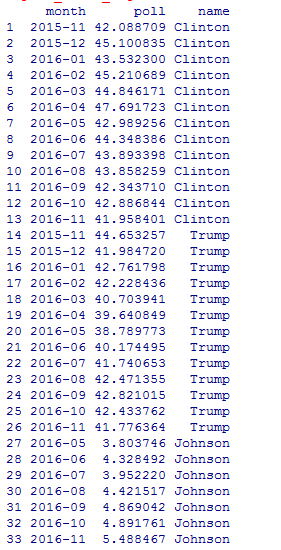 month poll name
1 2015-11 42.088709 Clinton
2 2015-12 45.100835 Clinton
3 2016-01 43.532300 Clinton
4 2016-02 45.210689 Clinton
5 2016-03 44.846171 Clinton
6 2016-04 47.691723 Clinton
7 2016-05 42.989256 Clinton
8 2016-06 44.348386 Clinton
9 2016-07 43.893398 Clinton
10 2016-08 43.858259 Clinton
11 2016-09 42.343710 Clinton
12 2016-10 42.886844 Clinton
13 2016-11 41.958401 Clinton
14 2015-11 44.653257 Trump
15 2015-12 41.984720 Trump
16 2016-01 42.761798 Trump
17 2016-02 42.228436 Trump
18 2016-03 40.703941 Trump
19 2016-04 39.640849 Trump
20 2016-05 38.789773 Trump
21 2016-06 40.174495 Trump
22 2016-07 41.740653 Trump
23 2016-08 42.471355 Trump
24 2016-09 42.821015 Trump
25 2016-10 42.433762 Trump
26 2016-11 41.776364 Trump
27 2016-05 3.803746 Johnson
28 2016-06 4.328492 Johnson
29 2016-07 3.952220 Johnson
30 2016-08 4.421517 Johnson
31 2016-09 4.869042 Johnson
32 2016-10 4.891761 Johnson
33 2016-11 5.488467 Johnson